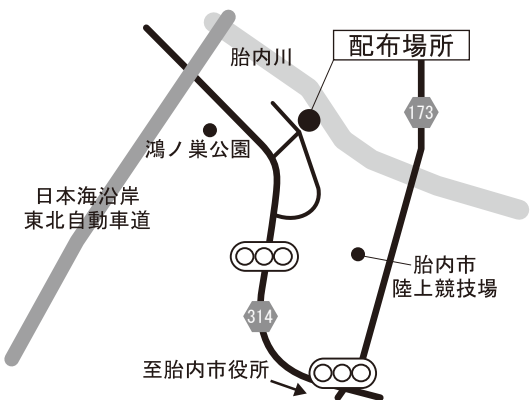 配布場所
胎内川
173
鴻ノ巣公園
日本海沿岸
東北自動車道
胎内市
陸上競技場
314
至胎内市役所